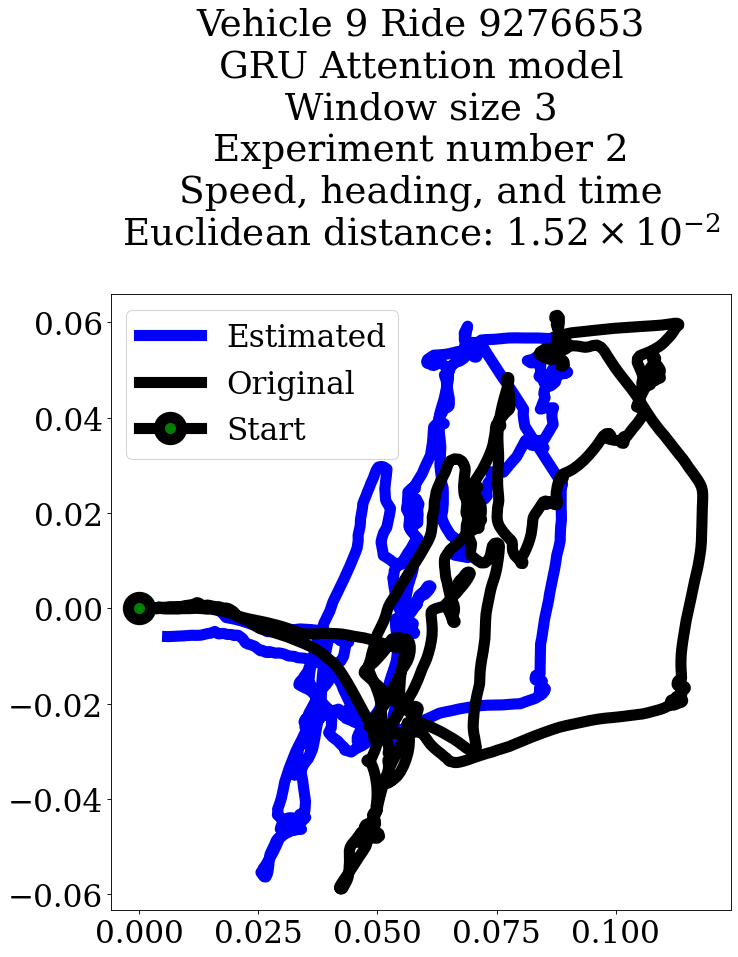 Vehicle 9 Ride 9276653
GRU Attention model
Window size 3
Experiment number 2
Speed, heading, and time
Euclidean distance: 1.52 × 10⁻²
Estimated
Original
Start
0.06
0.04
0.02
0.00
−0.02
−0.04
−0.06
0.000 0.025 0.050 0.075 0.100